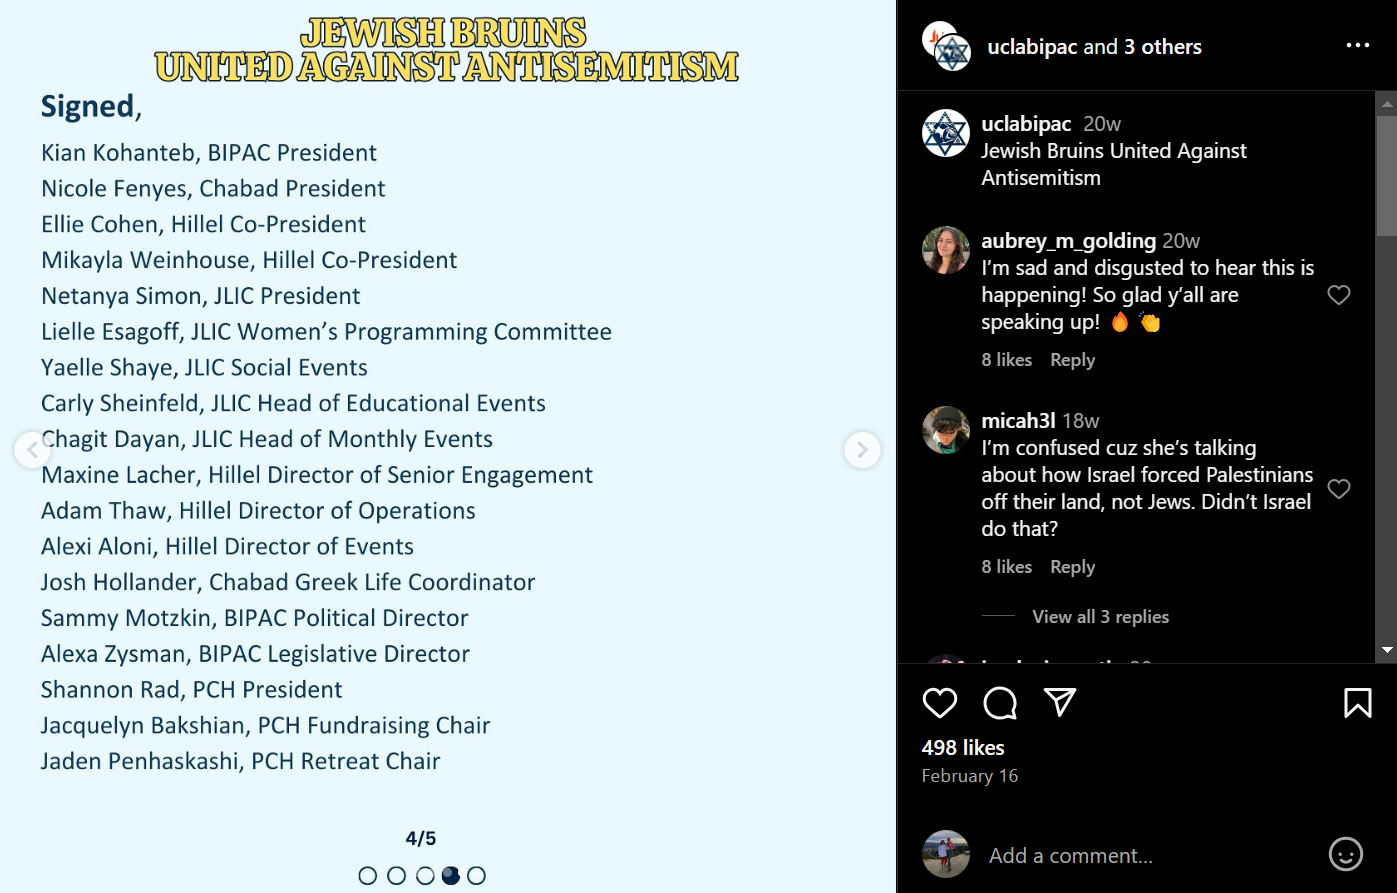 JEWISH BRUINS
UNITED AGAINST ANTISEMITISM
Signed,
Kian Kohanteb, BIPAC President
Nicole Fenyes, Chabad President
Ellie Cohen, Hillel Co-President
Mikayla Weinhouse, Hillel Co-President
Netanya Simon, JLIC President
Lielle Esagoff, JLIC Women’s Programming Committee
Yaelle Shaye, JLIC Social Events
Carly Sheinfeld, JLIC Head of Educational Events
Chagit Dayan, JLIC Head of Monthly Events
Maxine Lacher, Hillel Director of Senior Engagement
Adam Thaw, Hillel Director of Operations
Alexi Aloni, Hillel Director of Events
Josh Hollander, Chabad Greek Life Coordinator
Sammy Motzkin, BIPAC Political Director
Alexa Zysman, BIPAC Legislative Director
Shannon Rad, PCH President
Jacquelyn Bakshian, PCH Fundraising Chair
Jaden Penhaskashi, PCH Retreat Chair
4/5
uclabipac and 3 others
uclabipac 20w
Jewish Bruins United Against
Antisemitism
aubrey_m_golding 20w
I’m sad and disgusted to hear this is
happening! So glad y’all are
speaking up! 🔥 👏
8 likes Reply
micah3l 18w
I’m confused cuz she’s talking
about how Israel forced Palestinians
off their land, not Jews. Didn’t Israel
do that?
8 likes Reply
View all 3 replies
498 likes
February 16
Add a comment...